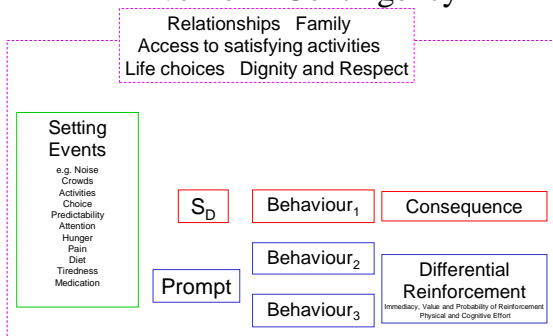 Relationships Family
Access to satisfying activities
Life choices Dignity and Respect
Setting
Events
e.g. Noise
Crowds
Activities
Choice
Predictability
Attention
Hunger
Pain
Diet
Tiredness
Medication
SD
Behaviour1
Consequence
Prompt
Behaviour2
Behaviour3
Differential
Reinforcement
Immediacy, Value and Probability of Reinforcement
Physical and Cognitive Effort